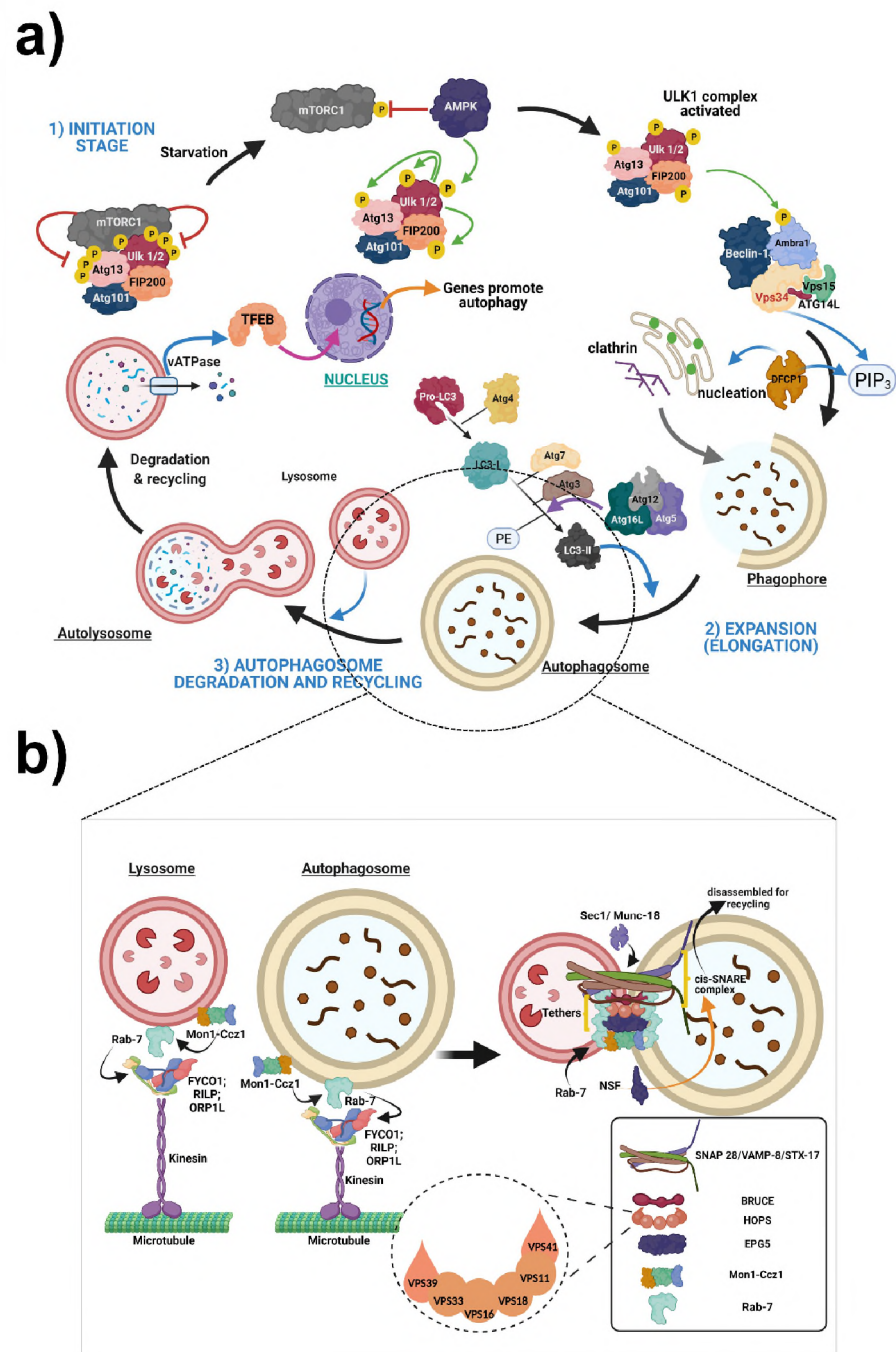 a)
mTORC1
P
AMPK
ULK1 complex
activated
1) INITIATION
STAGE
Starvation
P
P
P
Ulk 1/2
Atg13
FIP200
Atg101
P
P
P
Ulk 1/2
Atg13
FIP200
Atg101
P
mTORC1
P
P
P
P
P
P
Ulk 1/2
Atg13
FIP200
Atg101
P
Beclin-1
Ambra1
Vps34
Vps15
ATG14L
TFEB
Genes promote
autophagy
NUCLEUS
vATPase
clathrin
nucleation
DFCP1
PIP3
Pro-LC3
Atg4
LC3-I
Atg7
Atg3
Atg12
Atg16L
Atg5
PE
LC3-II
Degradation
& recycling
Lysosome
Phagophore
Autolysosome
Autophagosome
2) EXPANSION
(ELONGATION)
3) AUTOPHAGOSOME
DEGRADATION AND RECYCLING
b)
Lysosome
Autophagosome
disassembled for
recycling
Sec1/ Munc-18
cis-SNARE
complex
Tethers
Rab-7
NSF
Mon1-Ccz1
Rab-7
FYCO1;
RILP;
ORP1L
Kinesin
Microtubule
Mon1-Ccz1
Rab-7
FYCO1;
RILP;
ORP1L
Kinesin
Microtubule
VPS39
VPS33
VPS16
VPS18
VPS11
VPS41
SNAP 28/VAMP-8/STX-17
BRUCE
HOPS
EPG5
Mon1-Ccz1
Rab-7